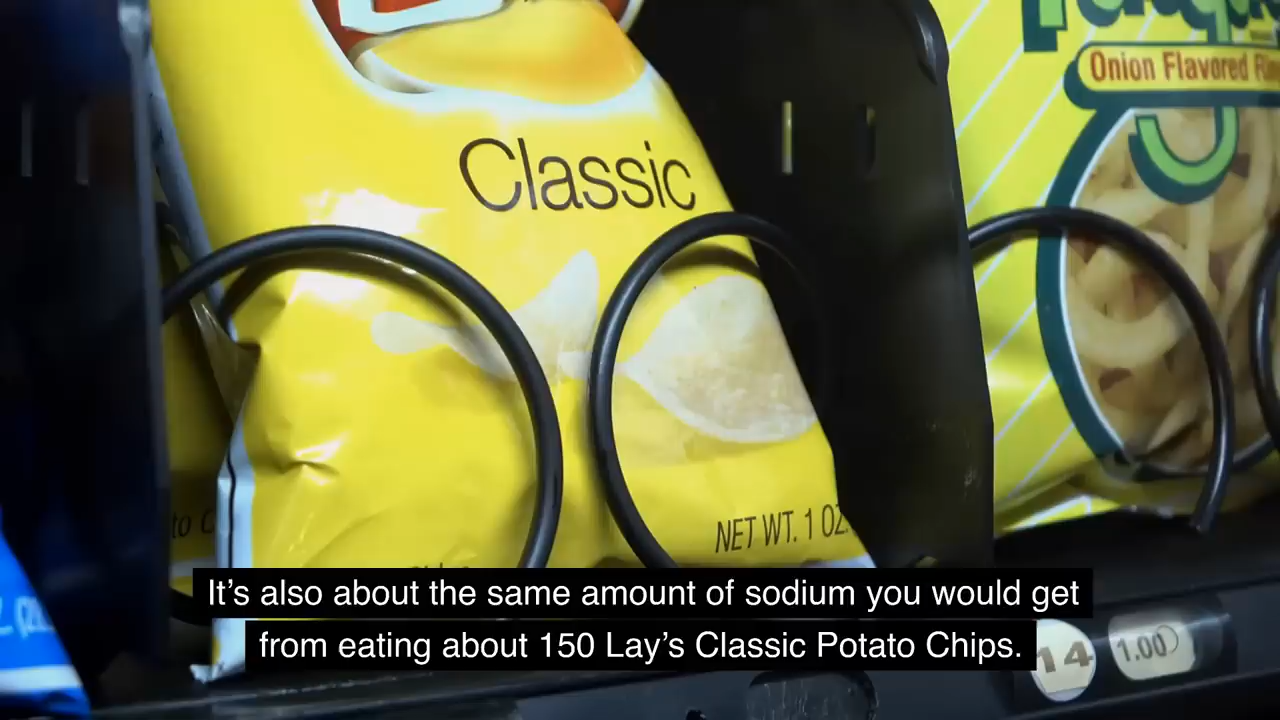 Classic
Onion Flavored
NET WT. 1 OZ.
It's also about the same amount of sodium you would get
from eating about 150 Lay's Classic Potato Chips.
14
1.00